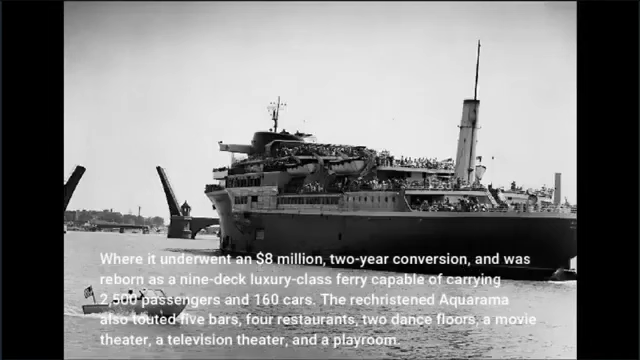 Where it underwent an $8 million, two-year conversion, and was
reborn as a nine-deck luxury-class ferry capable of carrying
2,500 passengers and 160 cars. The rechristened Aquarama
also touted five bars, four restaurants, two dance floors, a movie
theater, a television theater, and a playroom.